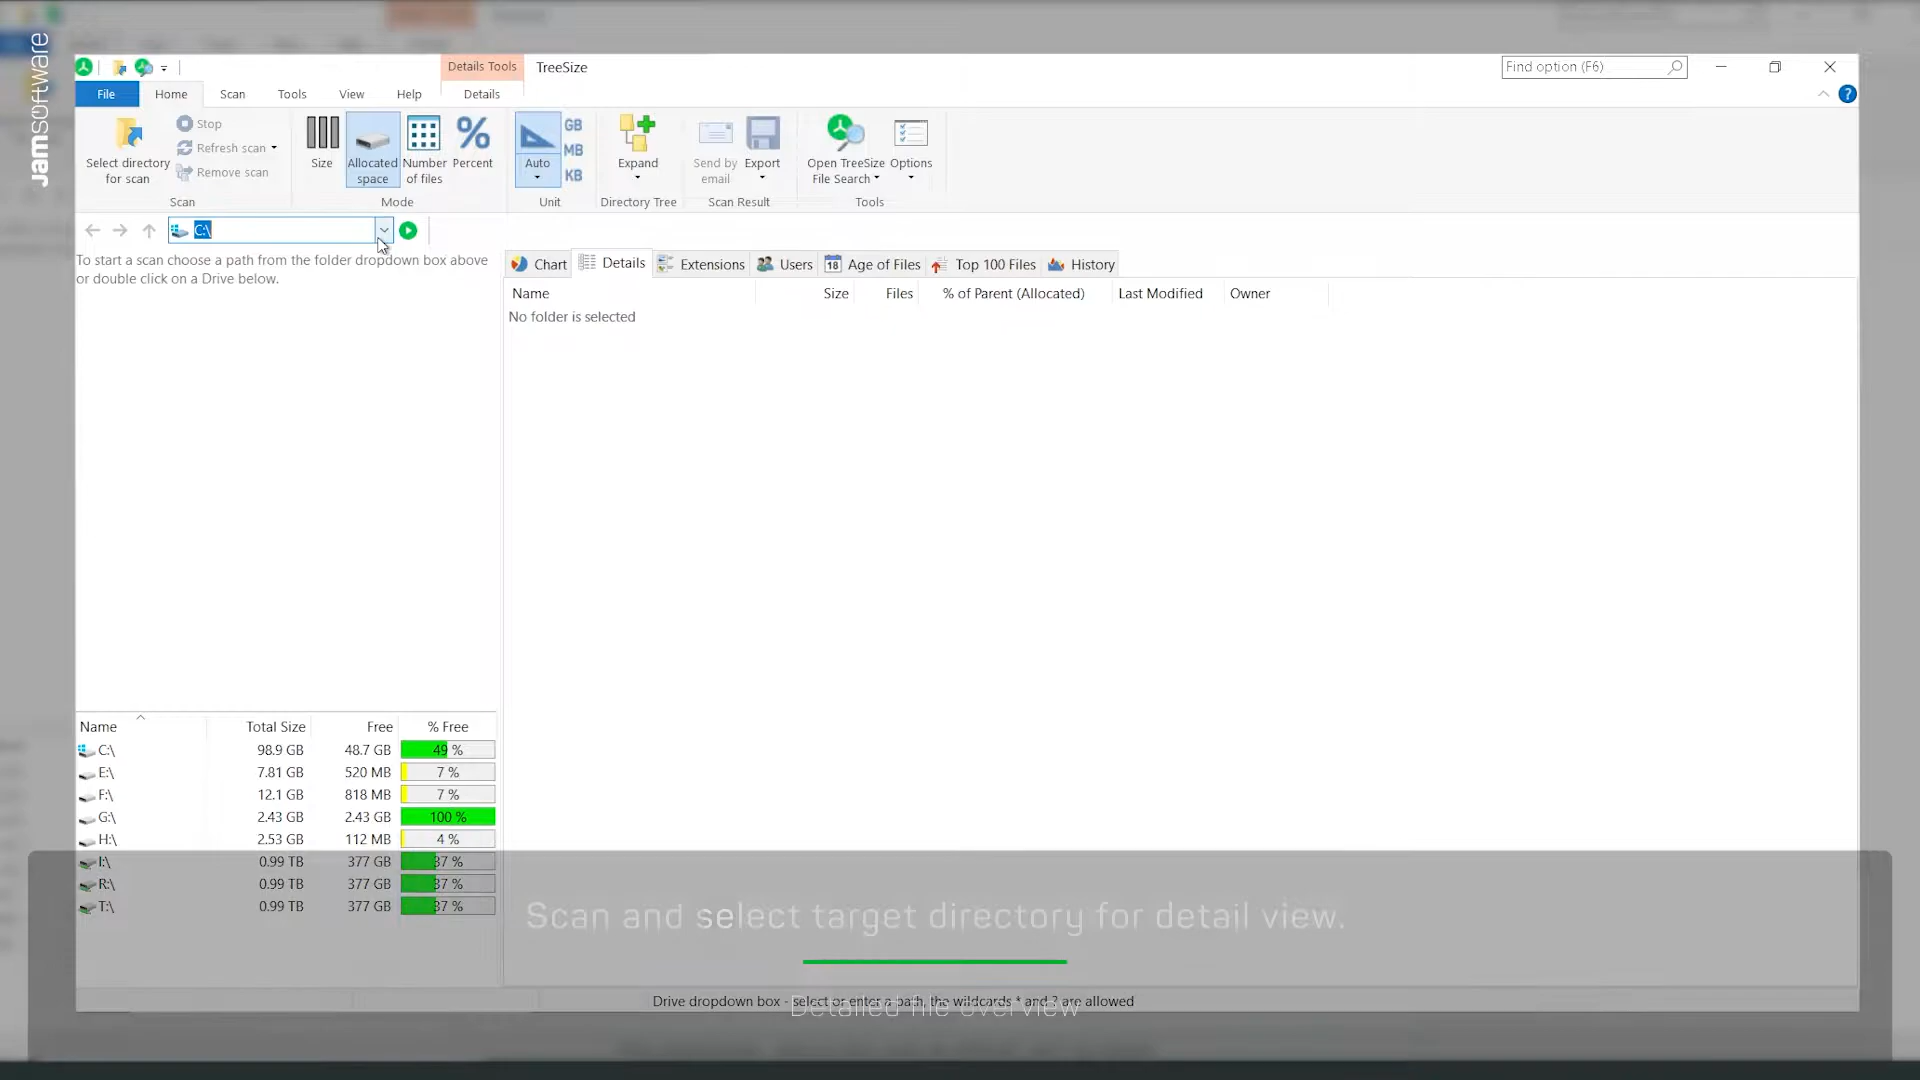 jamsoftware
Details Tools
TreeSize
Find option (F6)
File
Home
Scan
Tools
View
Help
Details
?
Select directory
for scan
Stop
Refresh scan
Remove scan
Scan
Size
Allocated
space
Number
of files
Percent
Mode
Auto
GB
MB
KB
Unit
Expand
Directory Tree
Send by
email
Export
Scan Result
Open TreeSize
File Search
Options
Tools
C:\
To start a scan choose a path from the folder dropdown box above
or double click on a Drive below.
Chart
Details
Extensions
Users
18
Age of Files
Top 100 Files
History
Name Size Files % of Parent (Allocated) Last Modified Owner
No folder is selected
Name Total Size Free % Free
C:\ 98.9 GB 48.7 GB 49 %
E:\ 7.81 GB 520 MB 7 %
F:\ 12.1 GB 818 MB 7 %
G:\ 2.43 GB 2.43 GB 100 %
H:\ 2.53 GB 112 MB 4 %
I:\ 0.99 TB 377 GB 37 %
R:\ 0.99 TB 377 GB 37 %
T:\ 0.99 TB 377 GB 37 %
Scan and select target directory for detail view.
Drive dropdown box - select or enter a path, the wildcards * and ? are allowed
Detailed file overview